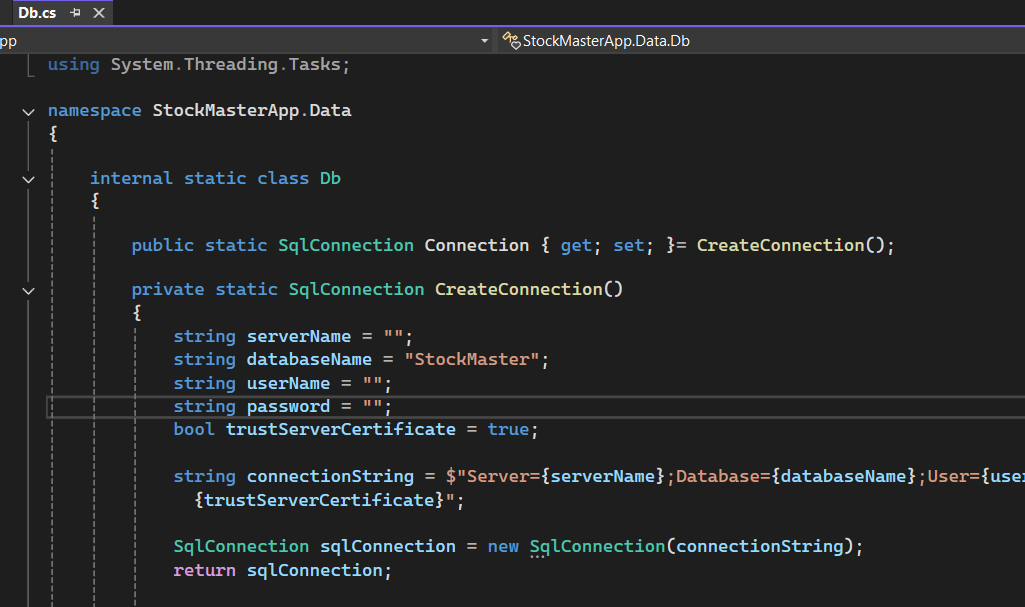 Db.cs
pp
StockMasterApp.Data.Db
using System.Threading.Tasks;
namespace StockMasterApp.Data
{
internal static class Db
{
public static SqlConnection Connection { get; set; }= CreateConnection();
private static SqlConnection CreateConnection()
{
string serverName = "";
string databaseName = "StockMaster";
string userName = "";
string password = "";
bool trustServerCertificate = true;
string connectionString = $"Server={serverName};Database={databaseName};User={user
{trustServerCertificate}";
SqlConnection sqlConnection = new SqlConnection(connectionString);
return sqlConnection;